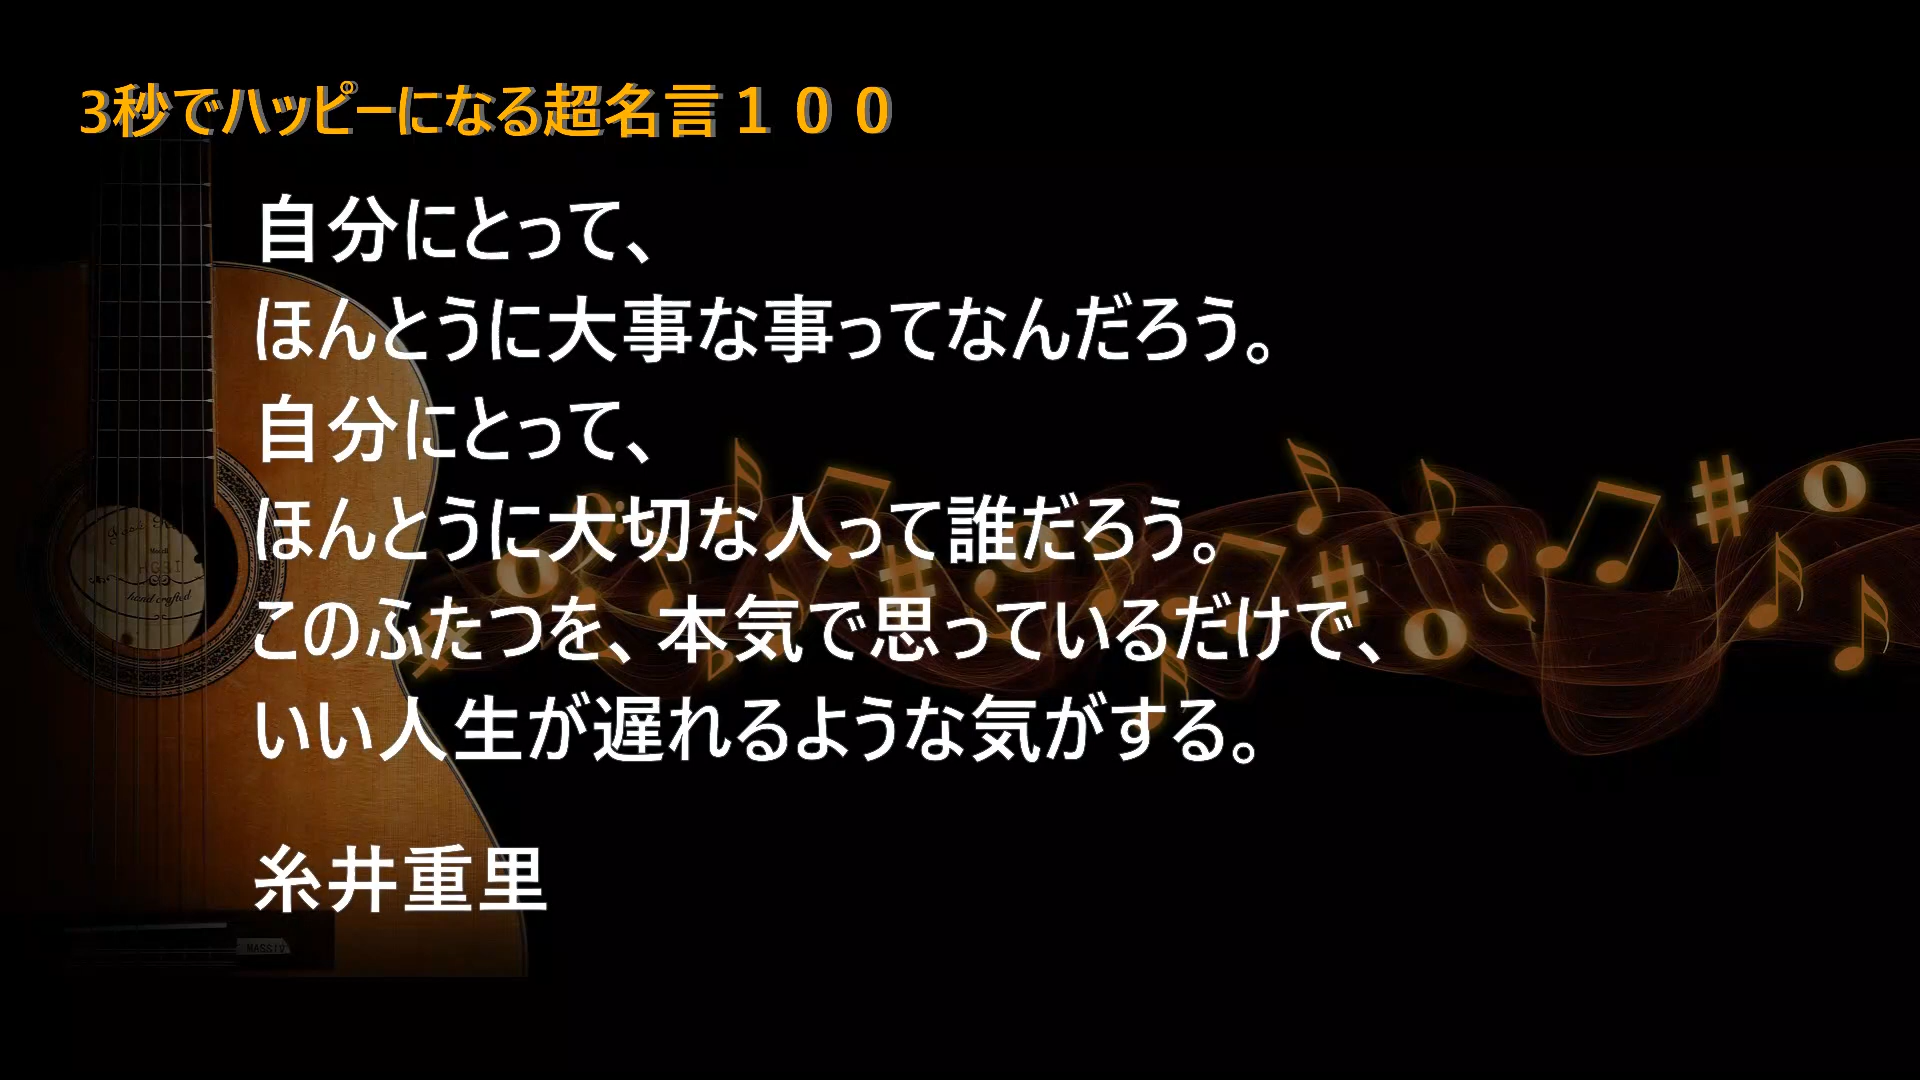 3秒でハッピーになる超名言１００
自分にとって、
ほんとうに大事な事ってなんだろう。
自分にとって、
ほんとうに大切な人って誰だろう。
このふたつを、本気で思っているだけで、
いい人生が遅れるような気がする。
糸井重里
hand crafted
MASSIV